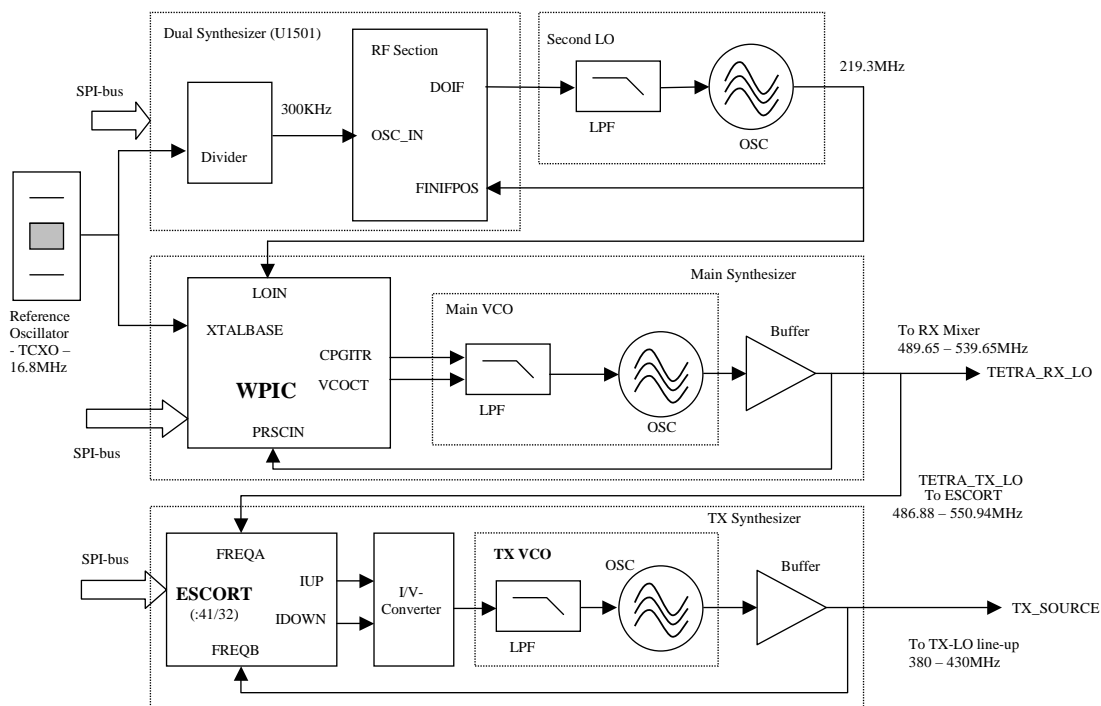 Dual Synthesizer (U1501)
RF Section
Second LO
219.3MHz
SPI-bus
DOIF
300KHz
LPF
OSC_IN
OSC
Divider
FINIFPOS
Reference
Oscillator
- TCXO –
16.8MHz
Main Synthesizer
LOIN
XTALBASE
Main VCO
Buffer
To RX Mixer
489.65 – 539.65MHz
CPGITR
TETRA_RX_LO
WPIC
VCOCT
LPF
OSC
PRSCIN
SPI-bus
TETRA_TX_LO
To ESCORT
486.88 – 550.94MHz
TX Synthesizer
SPI-bus
FREQA
TX VCO
OSC
Buffer
IUP
ESCORT
(:41/32)
I/V-
Converter
TX_SOURCE
IDOWN
LPF
FREQB
To TX-LO line-up
380 – 430MHz